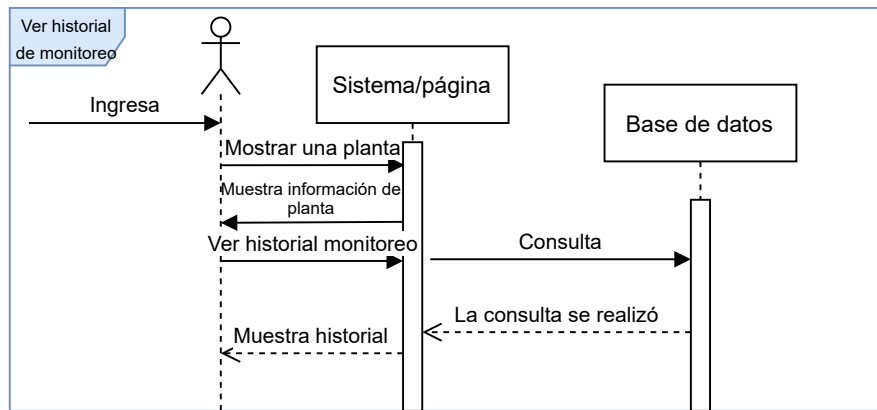 Ver historial
de monitoreo
Sistema/página
Base de datos
Ingresa
Mostrar una planta
Muestra información de
planta
Ver historial monitoreo
Consulta
La consulta se realizó
Muestra historial